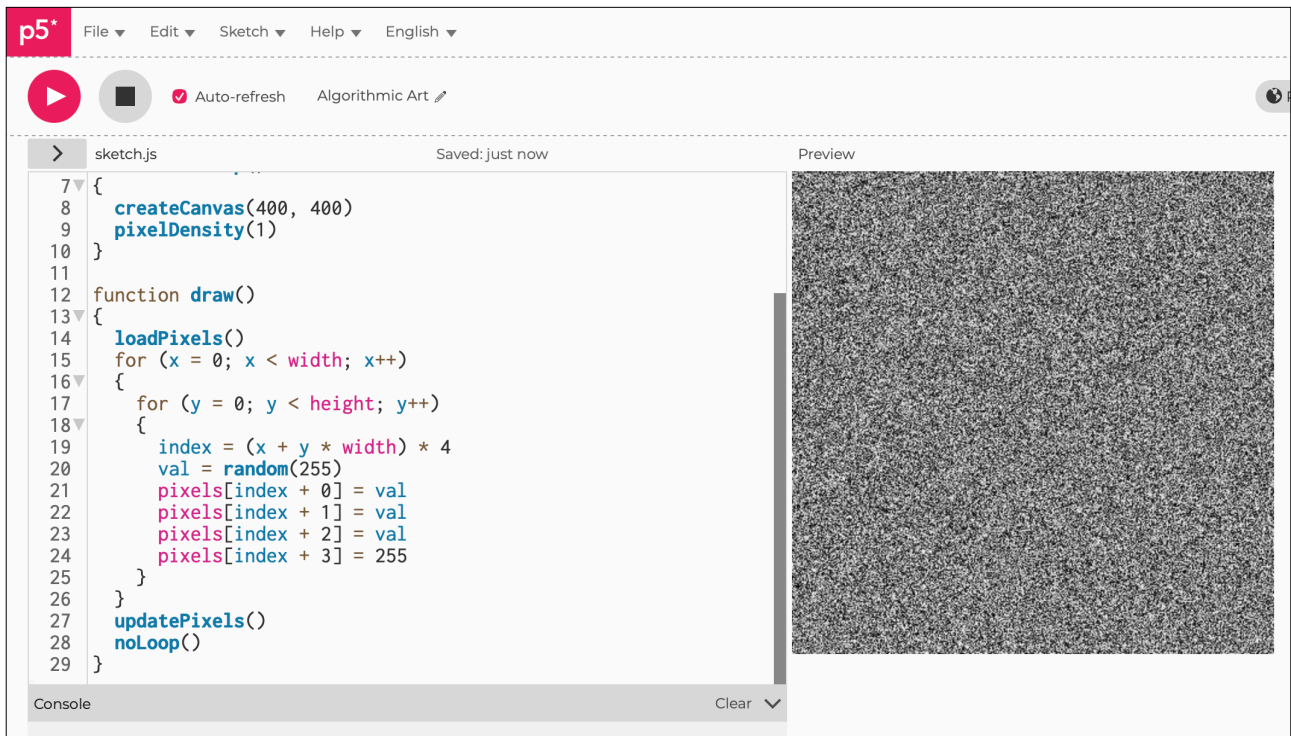 p5* File Edit Sketch Help English
Auto-refresh Algorithmic Art
sketch.js Saved: just now Preview
7 {
8 createCanvas(400, 400)
9 pixelDensity(1)
10 }
11
12 function draw()
13 {
14 loadPixels()
15 for (x = 0; x < width; x++)
16 {
17 for (y = 0; y < height; y++)
18 {
19 index = (x + y * width) * 4
20 val = random(255)
21 pixels[index + 0] = val
22 pixels[index + 1] = val
23 pixels[index + 2] = val
24 pixels[index + 3] = 255
25 }
26 }
27 updatePixels()
28 noLoop()
29 }
Console Clear